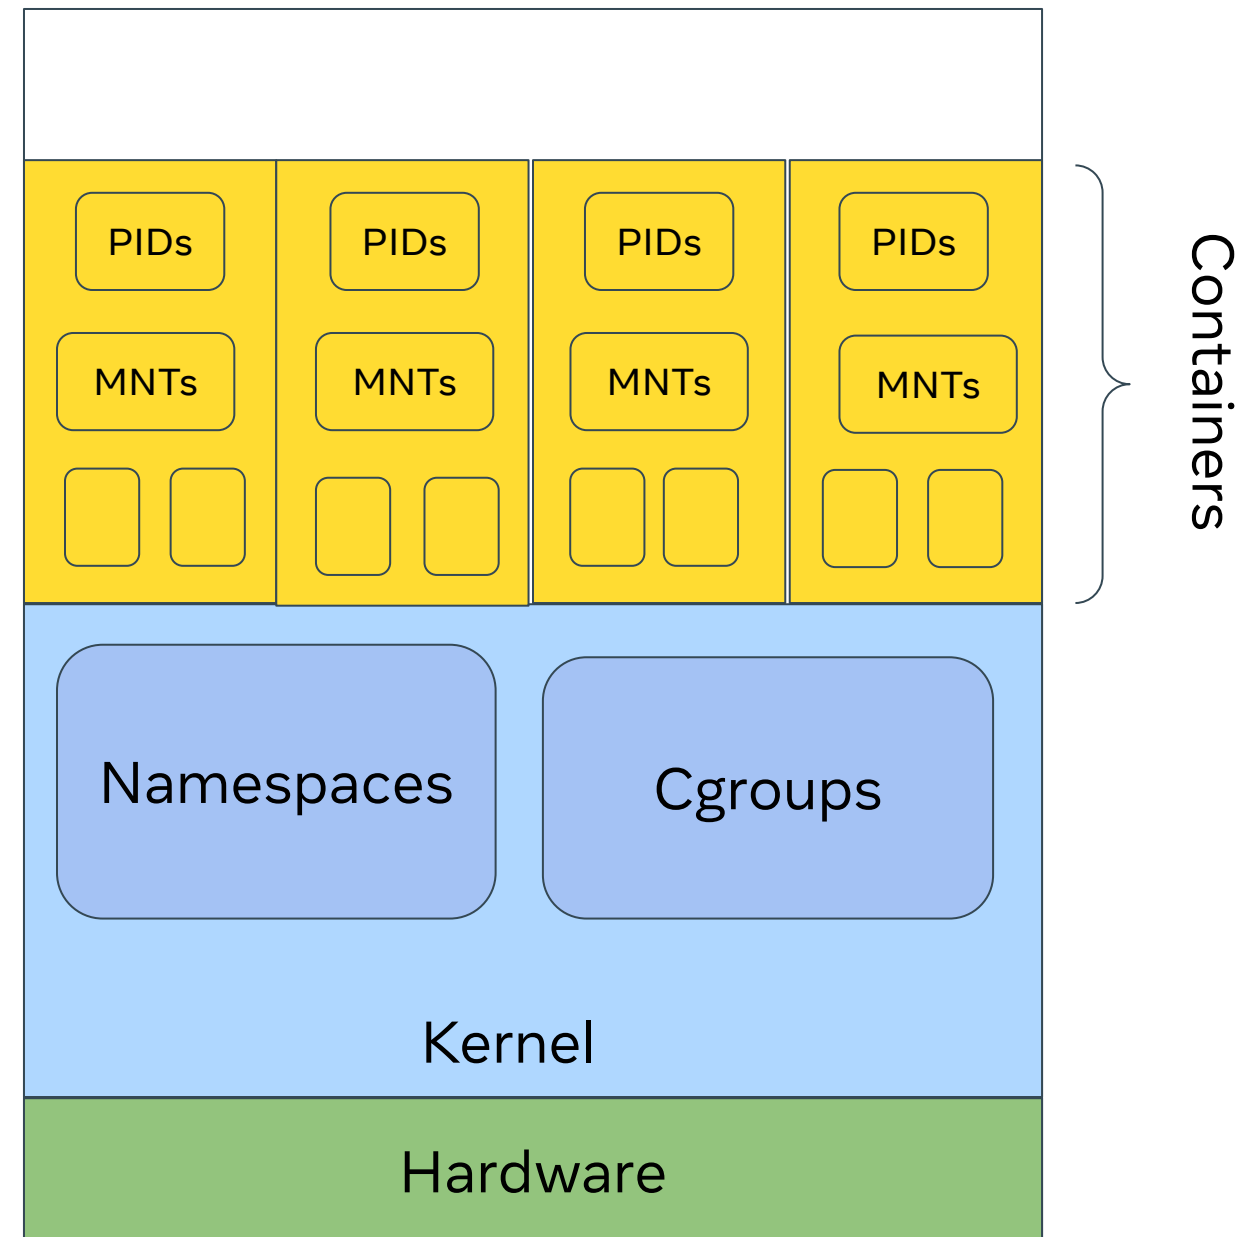 PIDs
PIDs
PIDs
PIDs
MNTs
MNTs
MNTs
MNTs
Containers
Namespaces
Cgroups
Kernel
Hardware